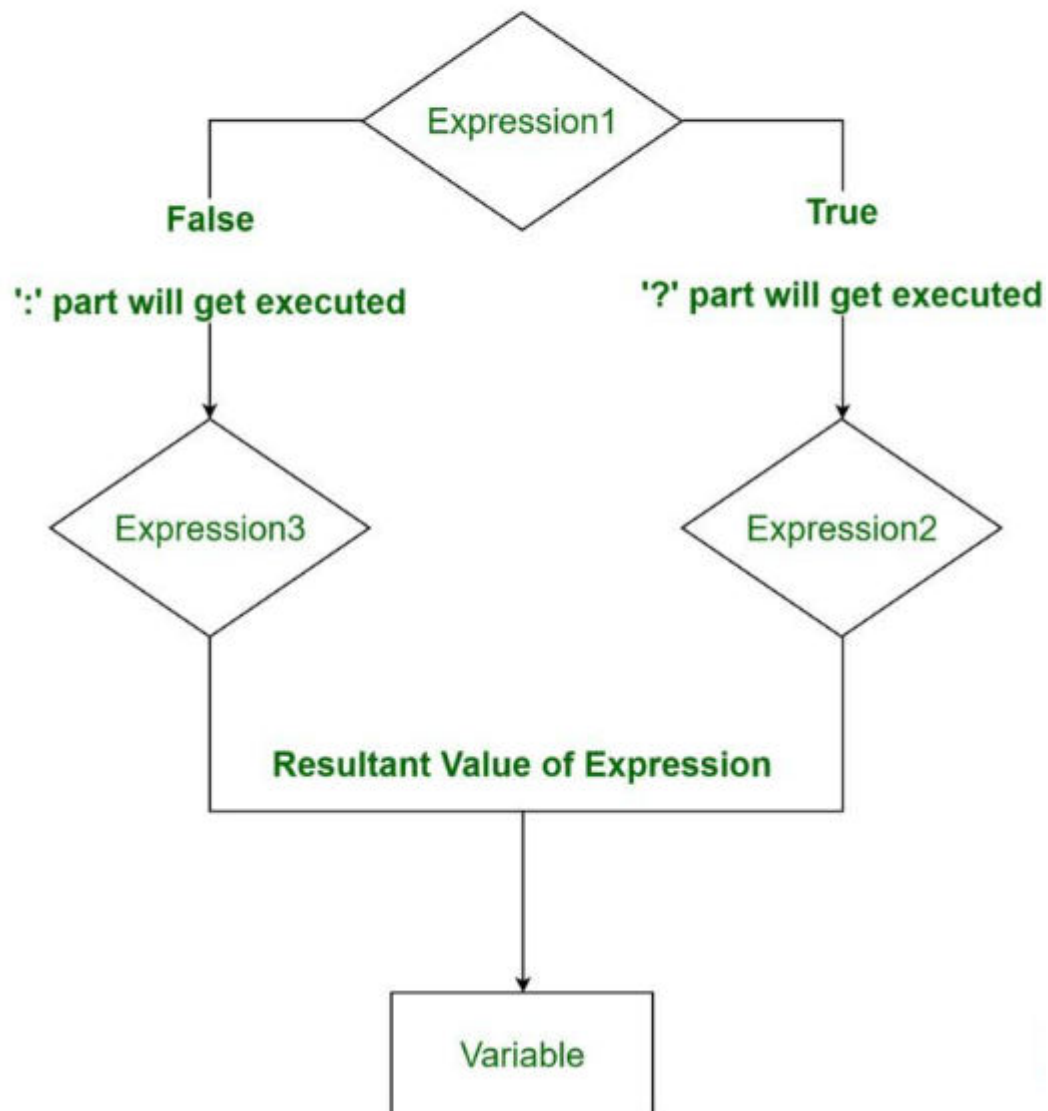 Expression1
False
True
':' part will get executed
'?' part will get executed
Expression3
Expression2
Resultant Value of Expression
Variable